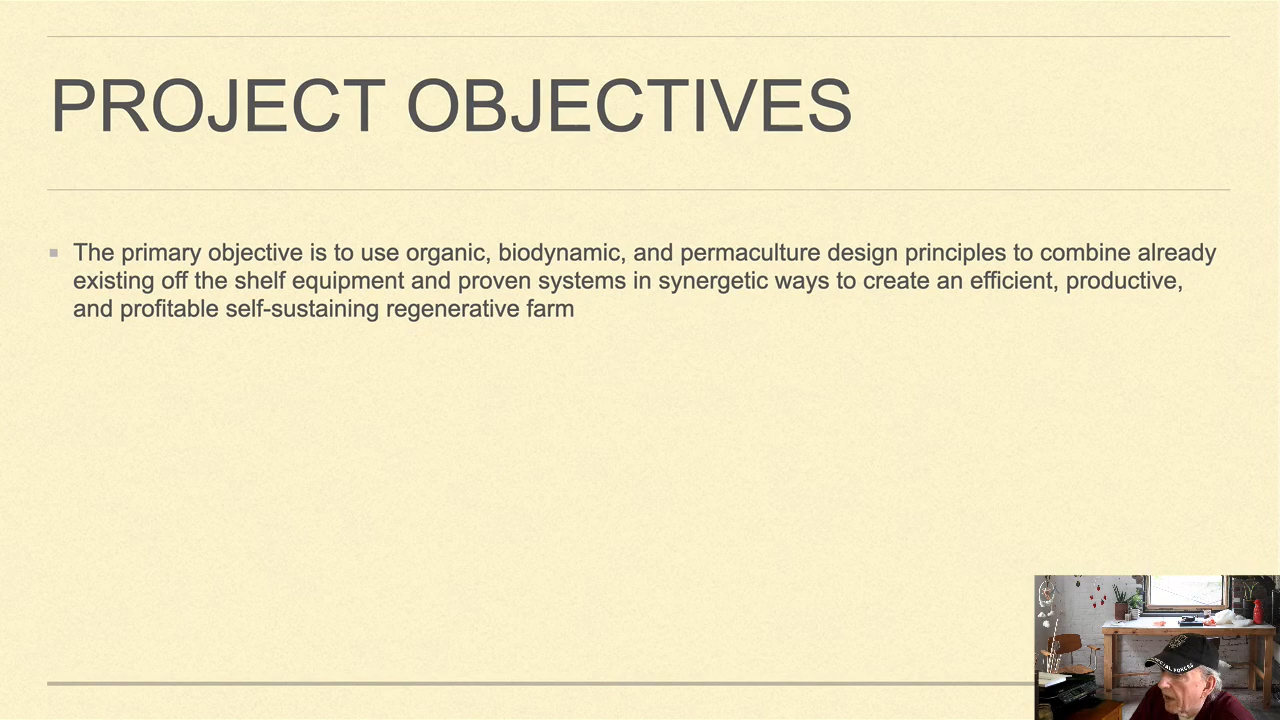 PROJECT OBJECTIVES
The primary objective is to use organic, biodynamic, and permaculture design principles to combine already
existing off the shelf equipment and proven systems in synergetic ways to create an efficient, productive,
and profitable self-sustaining regenerative farm
SPECIAL FORCES